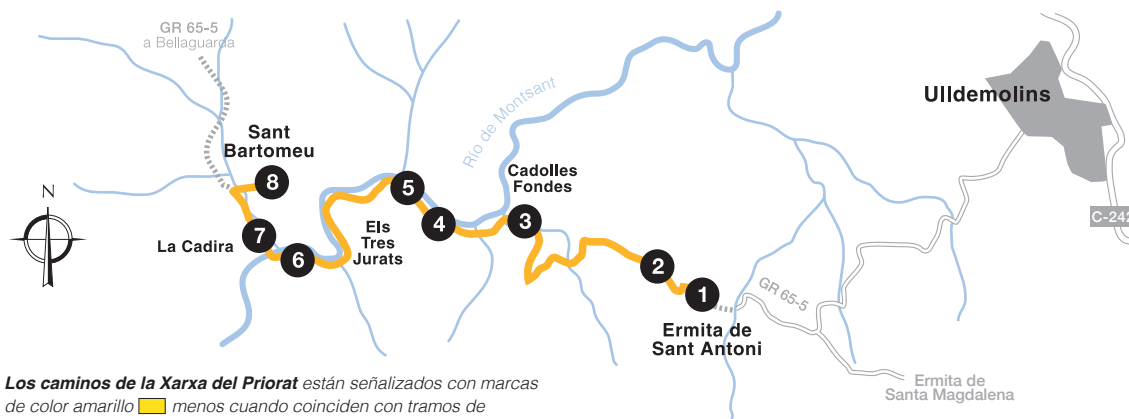 GR 65-5
a Bellaguarda
Río de Montsant
Ulldemolins
Sant
Bartomeu
8
5
Cadolles
Fondes
N
4
3
C-242
La Cadira
7
Els
Tres
Jurats
6
2
1
GR 65-5
Ermita de
Sant Antoni
Ermita de
Santa Magdalena
Los caminos de la Xarxa del Priorat están señalizados con marcas
de color amarillo menos cuando coinciden con tramos de